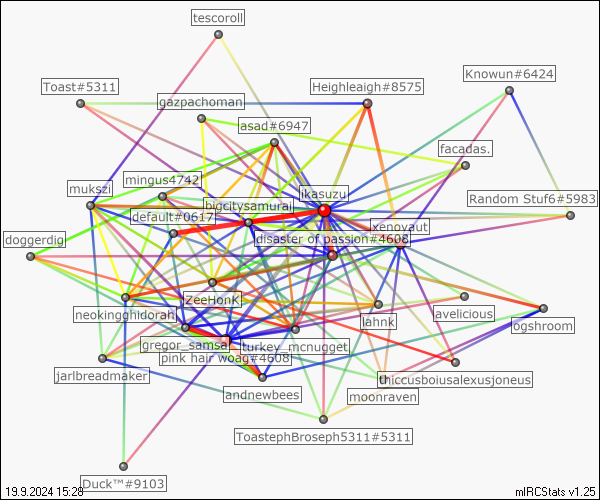 tescoroll
Toast#5311
Heighleaigh#8575
Knowun#6424
gazpachoman
asad#6947
facadas.
mingus4742
mukszi
ikasuzu
bigcitysamurai
Random Stuf6#5983
default#0617
xenovaut
doggerdig
disaster of passion#4608
ZeeHonK
neokingghidorah
lahnk
lavelicious
ogshroom
gregor_samsa
turkey_mcnugget
pink hair woag#4608
jarlbreadmaker
thiccusboiusalexusjoneus
andnewbees
moonraven
ToastephBroseph5311#5311
Duck™#9103
19.9.2024 15:28
mIRCStats v1.25